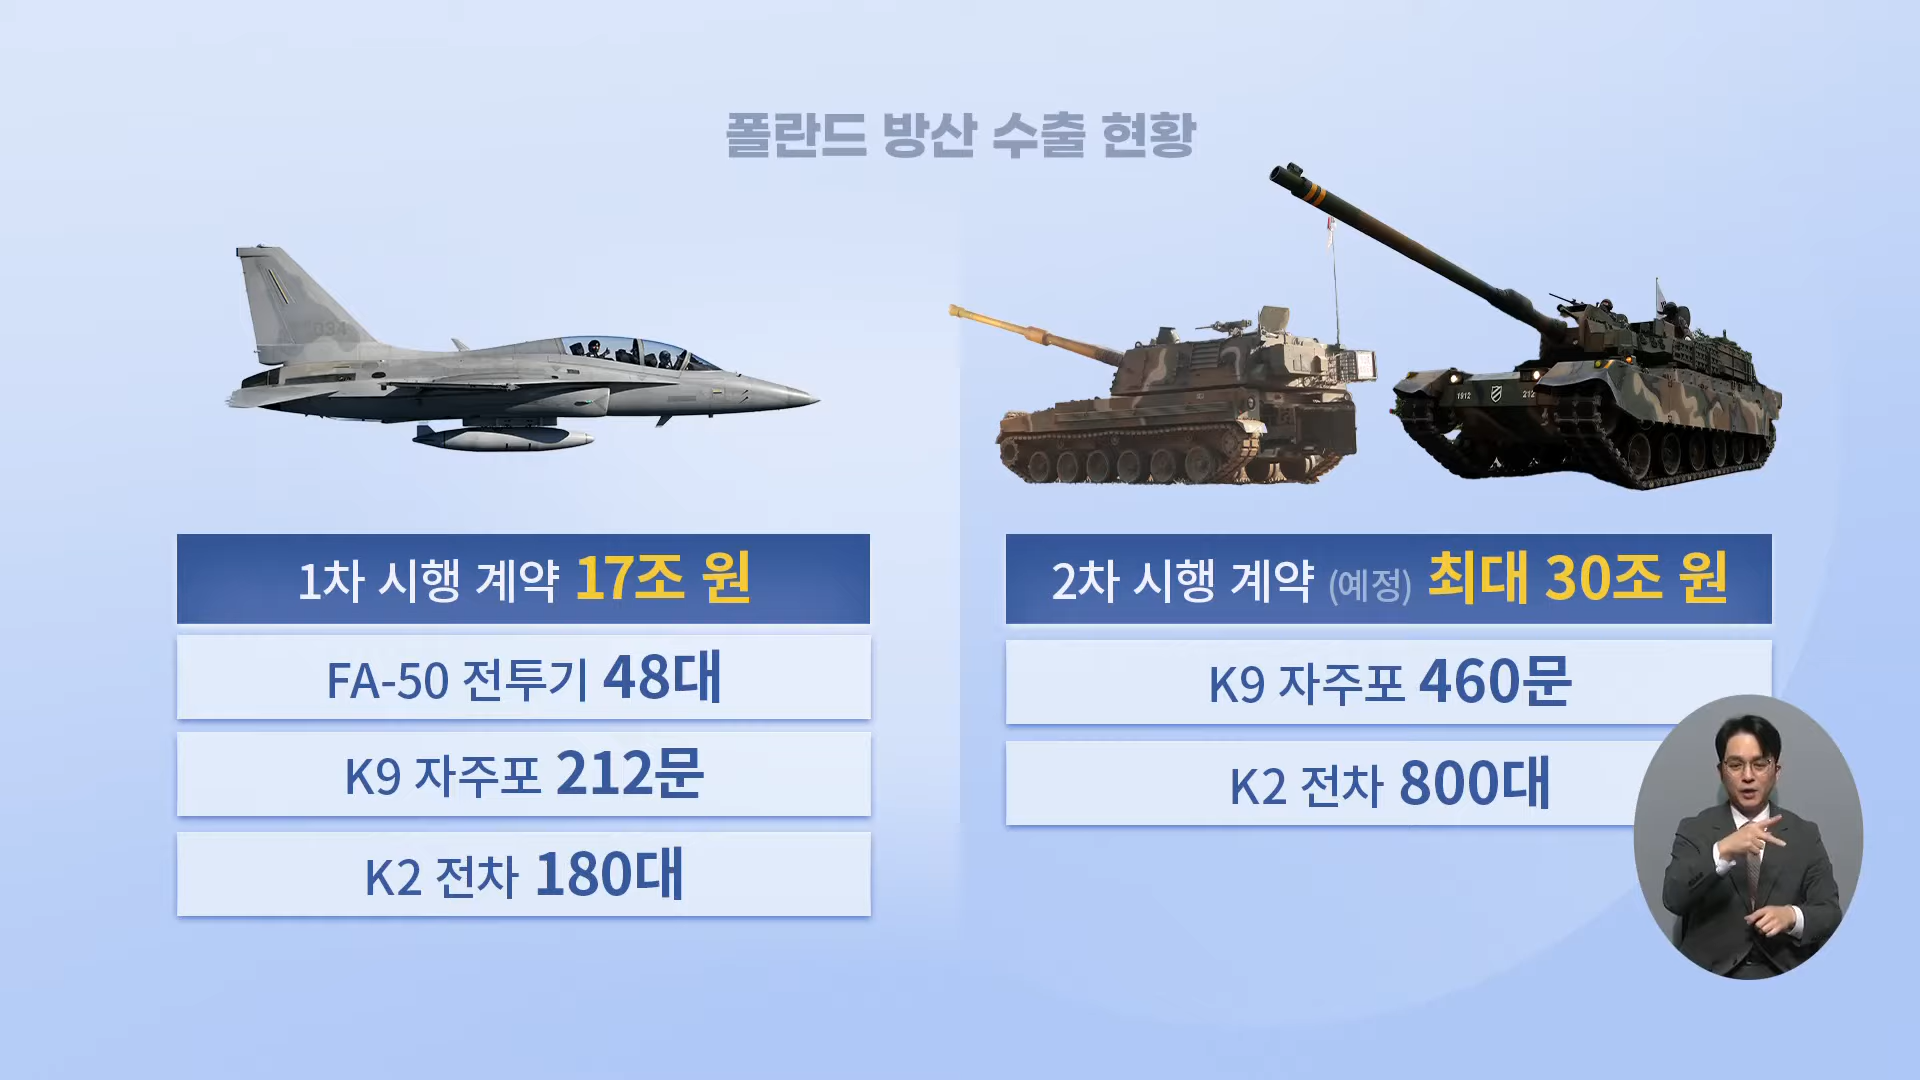 폴란드 방산 수출 현황
034
1912
212
1차 시행 계약 17조 원
FA-50 전투기 48대
K9 자주포 212문
K2 전차 180대
2차 시행 계약 (예정) 최대 30조 원
K9 자주포 460문
K2 전차 800대